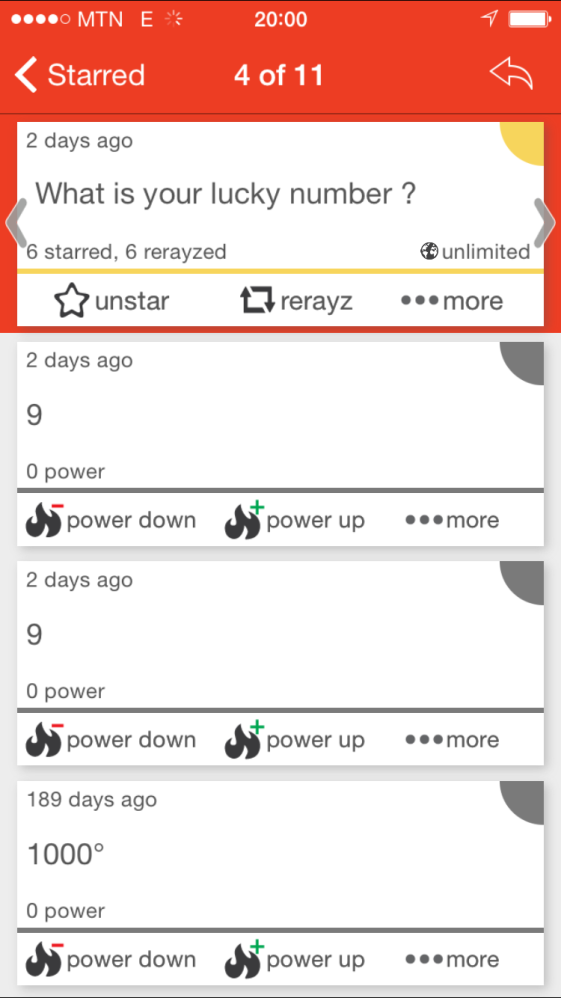 MTN E 20:00
Starred 4 of 11
2 days ago
What is your lucky number ?
6 starred, 6 rerayzed unlimited
unstar rerayz more
2 days ago
9
0 power
power down power up more
2 days ago
9
0 power
power down power up more
189 days ago
1000°
0 power
power down power up more